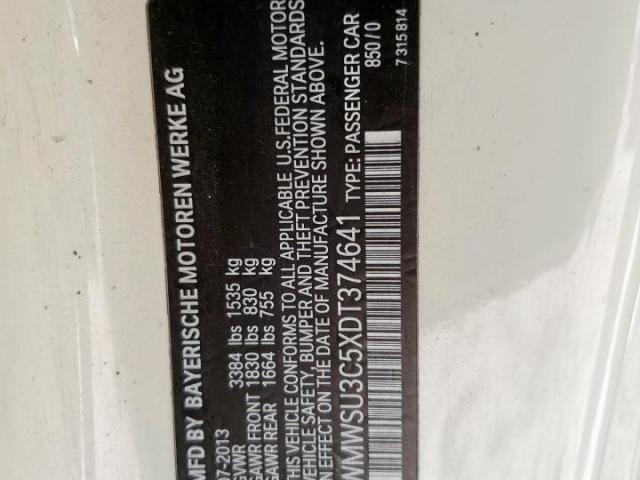 MFD BY BAYERISCHE MOTOREN WERKE AG
07-2013
GVWR 3384 lbs 1535 kg
GAWR FRONT 1830 lbs 830 kg
GAWR REAR 1664 lbs 755 kg
THIS VEHICLE CONFORMS TO ALL APPLICABLE U.S.FEDERAL MOTOR
VEHICLE SAFETY, BUMPER AND THEFT PREVENTION STANDARDS
IN EFFECT ON THE DATE OF MANUFACTURE SHOWN ABOVE.
WMWSU3C5XDT374641 TYPE: PASSENGER CAR
850 / 0
7 315 814